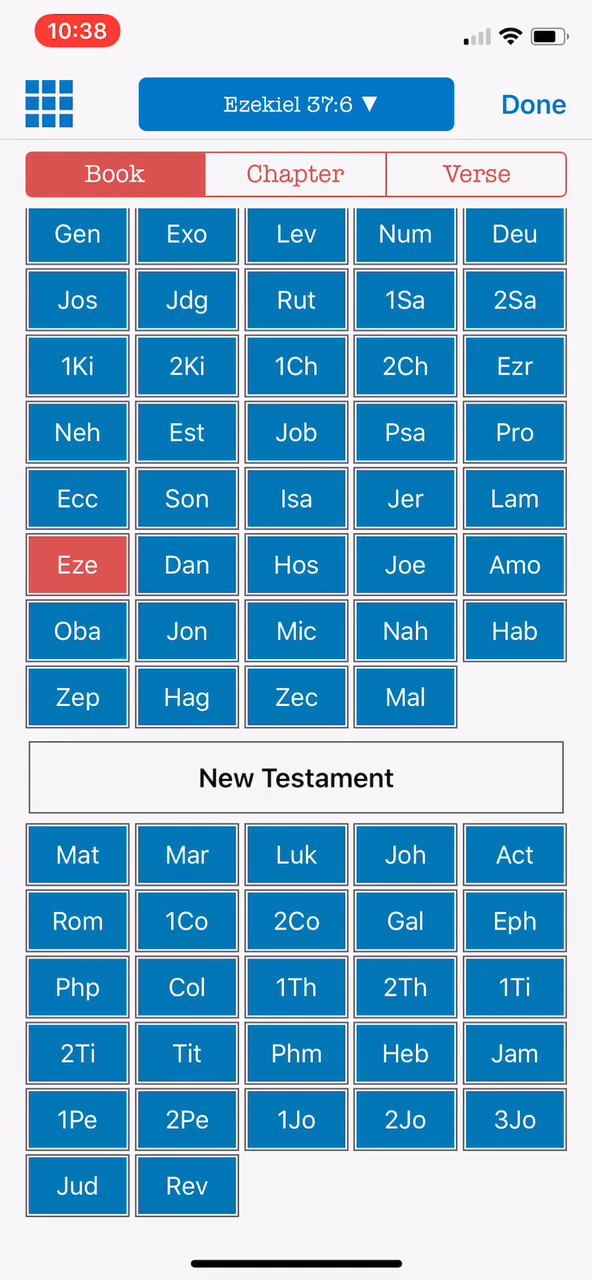 10:38
Ezekiel 37:6 ▼ Done
Book Chapter Verse
Gen Exo Lev Num Deu
Jos Jdg Rut 1Sa 2Sa
1Ki 2Ki 1Ch 2Ch Ezr
Neh Est Job Psa Pro
Ecc Son Isa Jer Lam
Eze Dan Hos Joe Amo
Oba Jon Mic Nah Hab
Zep Hag Zec Mal
New Testament
Mat Mar Luk Joh Act
Rom 1Co 2Co Gal Eph
Php Col 1Th 2Th 1Ti
2Ti Tit Phm Heb Jam
1Pe 2Pe 1Jo 2Jo 3Jo
Jud Rev